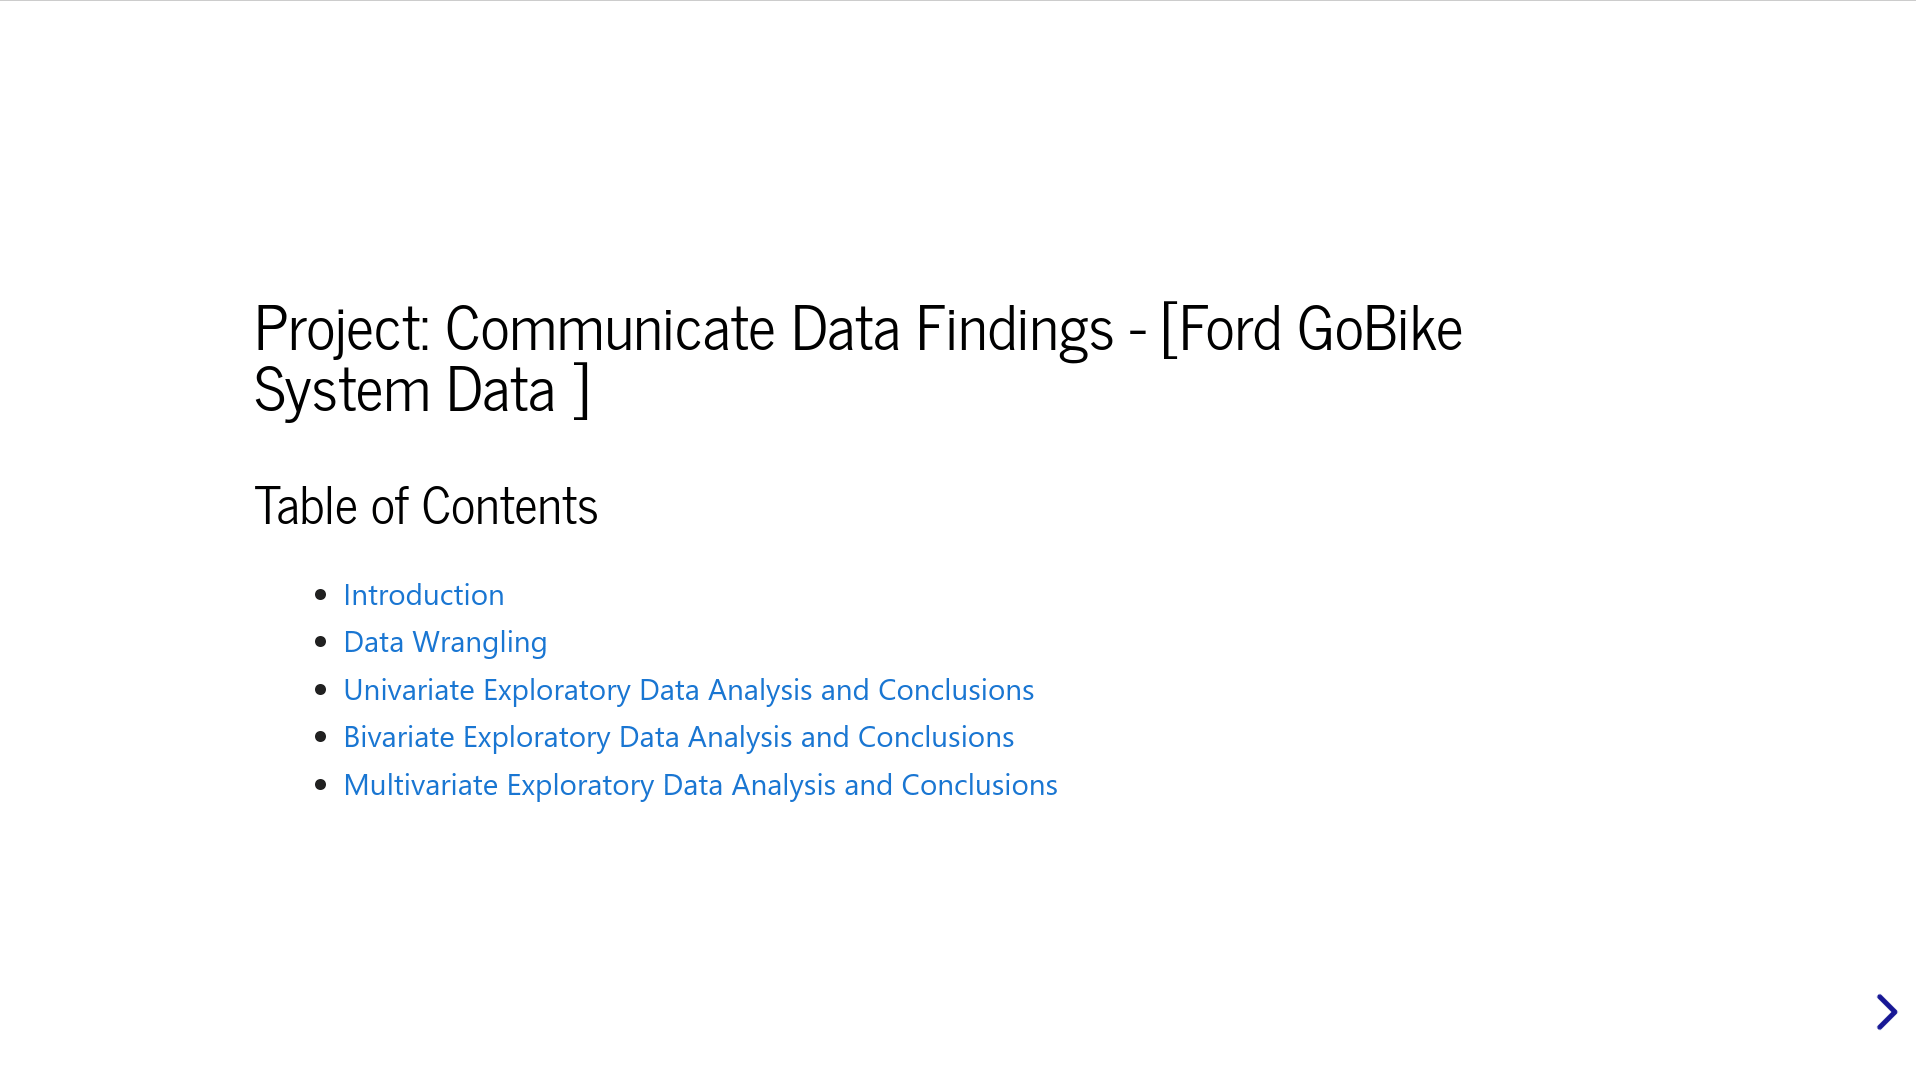 Project: Communicate Data Findings - [Ford GoBike
System Data ]
Table of Contents
Introduction
Data Wrangling
Univariate Exploratory Data Analysis and Conclusions
Bivariate Exploratory Data Analysis and Conclusions
Multivariate Exploratory Data Analysis and Conclusions